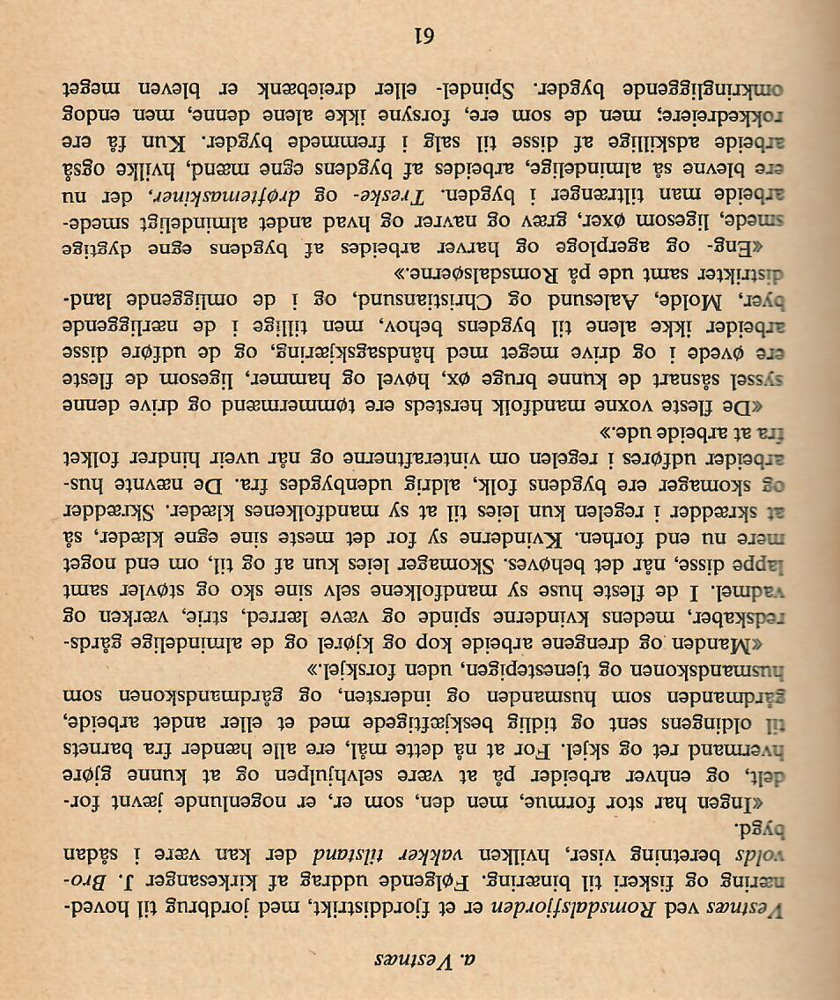 a. Vestnæs
Vestnæs ved Romsdalsfjorden er et fjorddistrikt, med jordbrug til hoved-
næring og fiskeri til binæring. Følgende uddrag af kirkesanger J. Bro-
volds beretning viser, hvilken vakker tilstand der kan være i sådan
bygd.
«Ingen har stor formue, men den, som er, er nogenlunde jævnt for-
delt, og enhver arbeider på at være selvhjulpen og at kunne gjøre
hvermand ret og skjel. For at nå dette mål, ere alle hænder fra barnets
til oldingens sent og tidlig beskjæftigede med et eller andet arbeide,
gårdmanden som husmanden og indersten, og gårdmandskonen som
husmandskonen og tjenestepigen, uden forskjel.»
«Manden og drengene arbeide kop og kjørel og de almindelige gårds-
redskaber, medens kvinderne spinde og væve lærred, strie, værken og
vadmel. I de fleste huse sy mandfolkene selv sine sko og støvler samt
lappe disse, når det behøves. Skomager leies kun af og til, om end noget
mere nu end forhen. Kvinderne sy for det meste sine egne klæder, så
at skrædder i regelen kun leies til at sy mandfolkenes klæder. Skrædder
og skomager ere bygdens folk, aldrig udenbygdes fra. De nævnte hus-
arbeider udføres i regelen om vinteraftnerne og når uveir hindrer folket
fra at arbeide ude.»
«De fleste voxne mandfolk hersteds ere tømmermænd og drive denne
syssel såsnart de kunne bruge øx, høvel og hammer, ligesom de fleste
ere øvede i og drive meget med håndsagskjæring, og de udføre disse
arbeider ikke alene til bygdens behov, men tillige i de nærliggende
byer, Molde, Aalesund og Christiansund, og i de omliggende land-
distrikter samt ude på Romsdalsøerne.»
«Eng- og agerploge og harver arbeides af bygdens egne dygtige
smede, ligesom øxer, græv og navrer og hvad andet almindeligt smede-
arbeide man tiltrænger i bygden. Treske- og drøftemaskiner, der nu
ere blevne så almindelige, arbeides af bygdens egne mænd, hvilke også
arbeide adskillige af disse til salg i fremmede bygder. Kun få ere
rokkedreiere; men de som ere, forsyne ikke alene denne, men endog
omkringliggende bygder. Spindel- eller dreiebænk er bleven meget
61